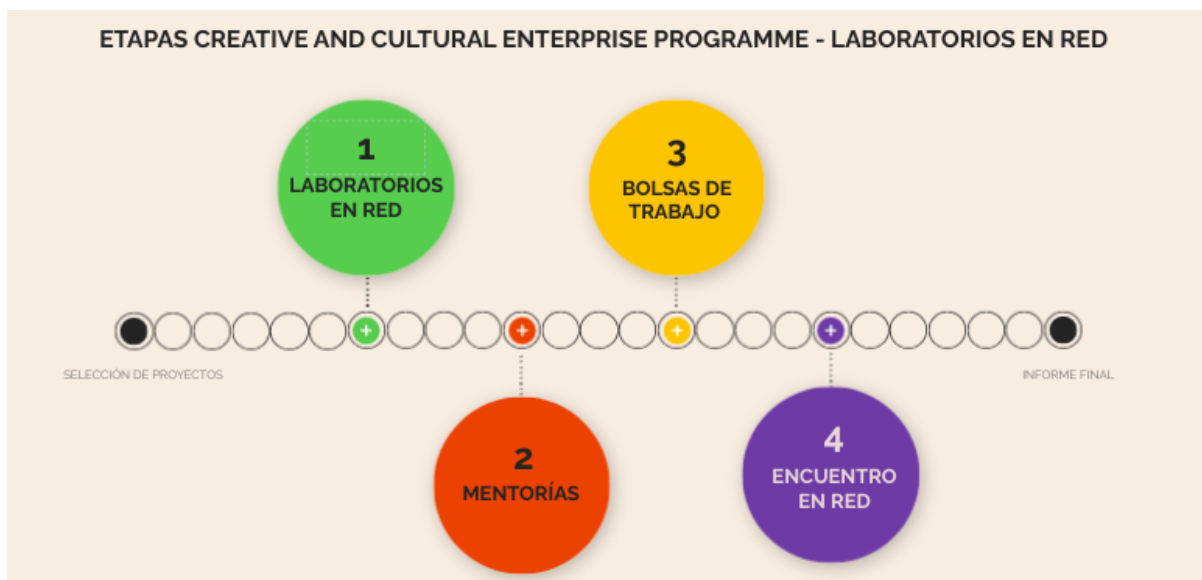 ETAPAS CREATIVE AND CULTURAL ENTERPRISE PROGRAMME - LABORATORIOS EN RED
1
LABORATORIOS
EN RED
3
BOLSAS DE
TRABAJO
SELECCIÓN DE PROYECTOS
INFORME FINAL
2
MENTORÍAS
4
ENCUENTRO
EN RED